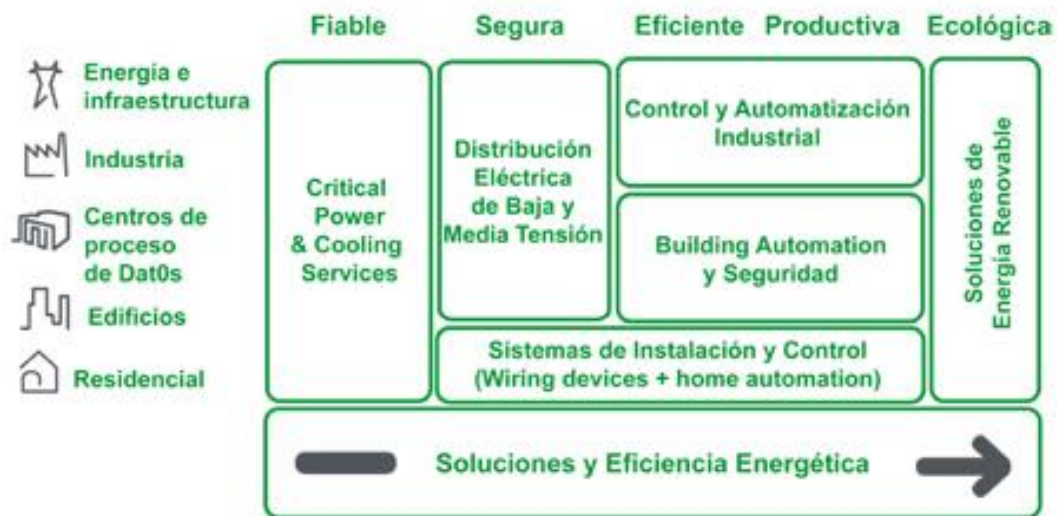 Fiable Segura Eficiente Productiva Ecológica
Energía e
infraestructura
Industria
Centros de
proceso
de Dat0s
Edificios
Residencial
Critical
Power
& Cooling
Services
Distribución
Eléctrica
de Baja y
Media Tensión
Control y Automatización
Industrial
Building Automation
y Seguridad
Sistemas de Instalación y Control
(Wiring devices + home automation)
Soluciones de
Energía Renovable
Soluciones y Eficiencia Energética